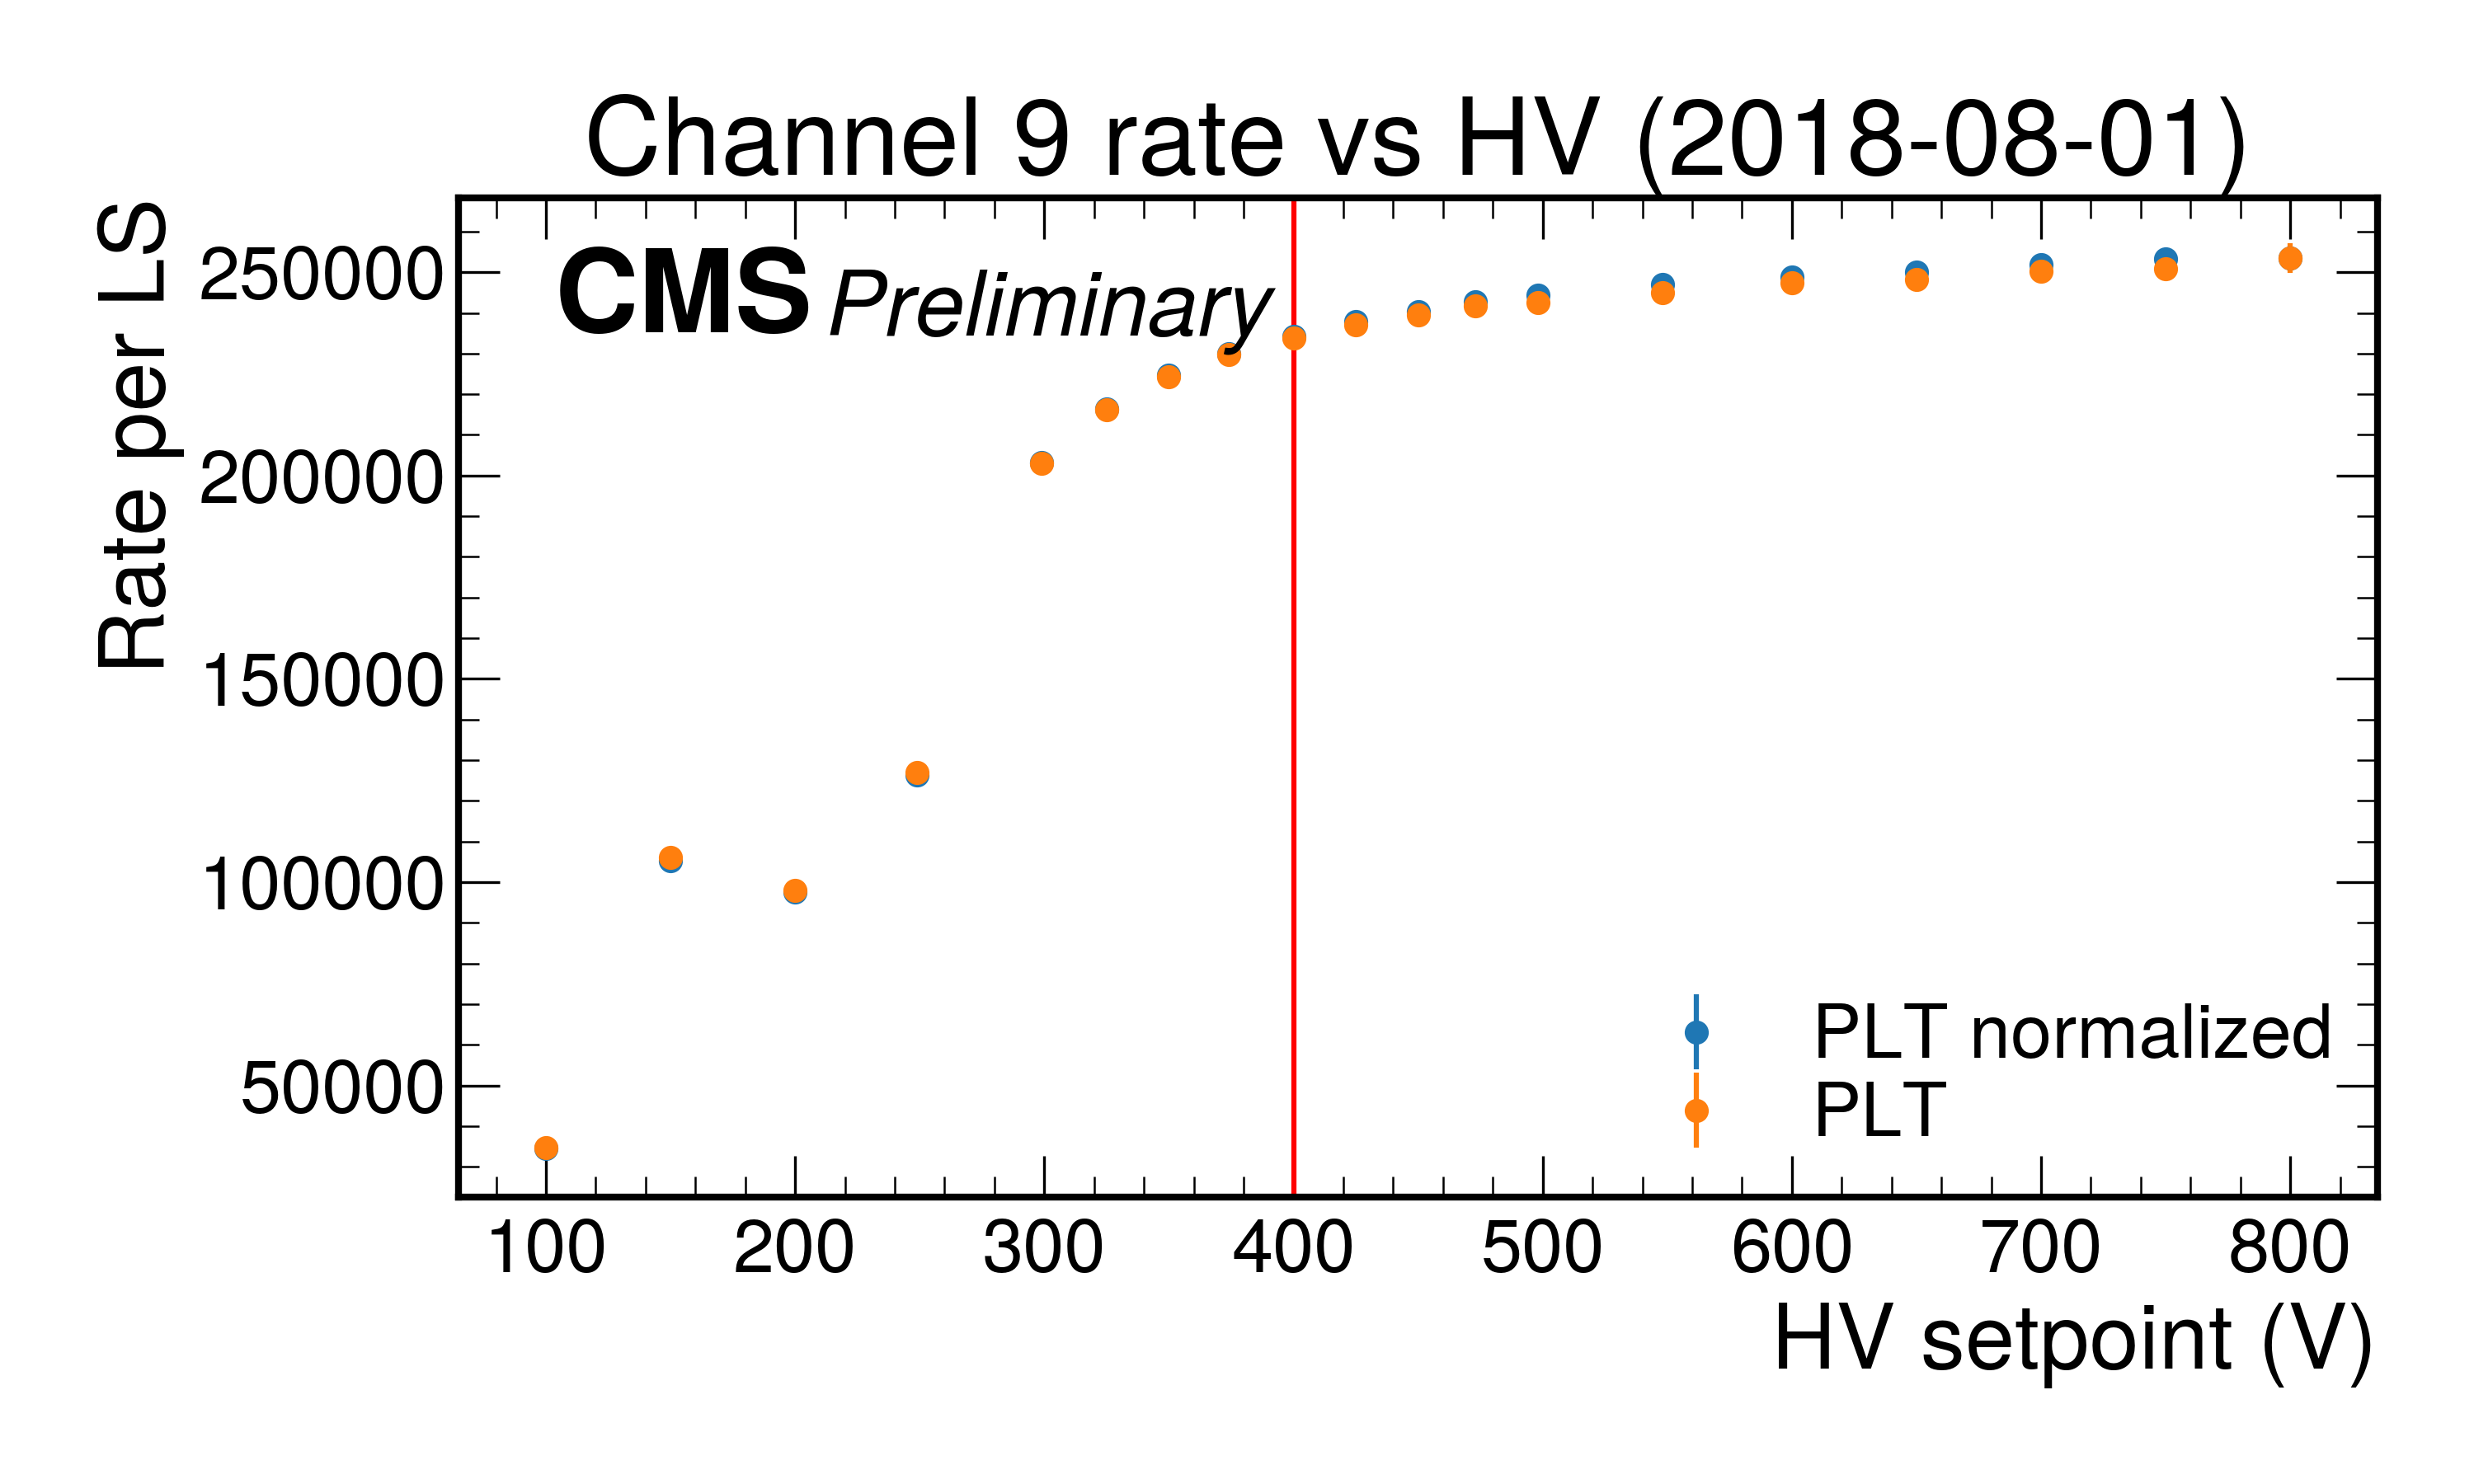 Channel 9 rate vs HV (2018-08-01)
CMS Preliminary
Rate per LS
250000
200000
150000
100000
50000
PLT normalized
PLT
100 200 300 400 500 600 700 800
HV setpoint (V)